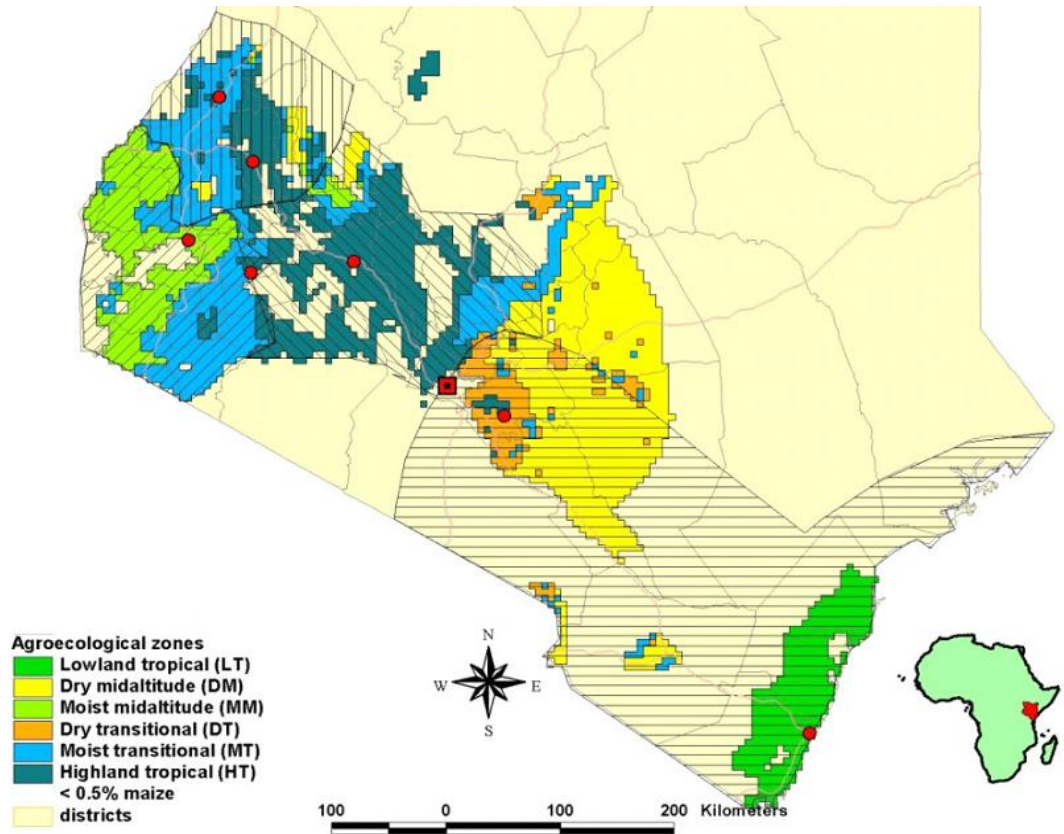 Agroecological zones
Lowland tropical (LT)
Dry midaltitude (DM)
Moist midaltitude (MM)
Dry transitional (DT)
Moist transitional (MT)
Highland tropical (HT)
< 0.5% maize
districts
N
W E
S
100 0 100 200 Kilometers